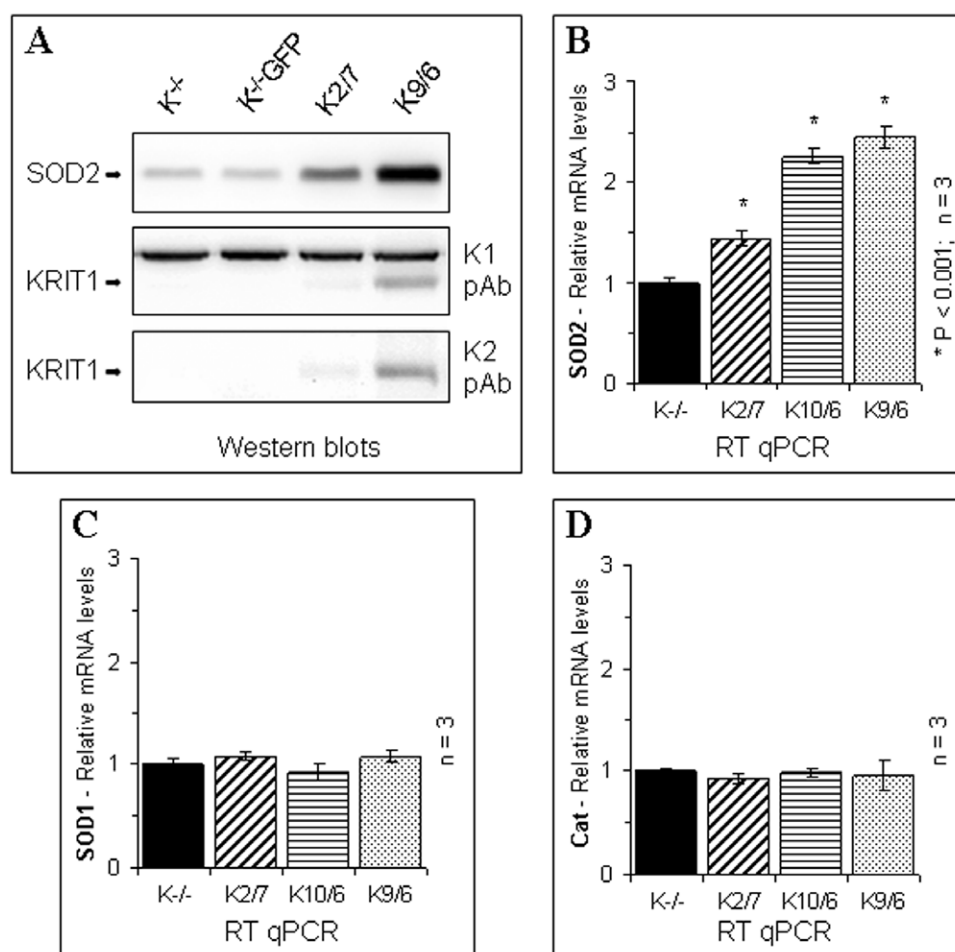 A
K-/-
K-/-GFP
K2/7
K9/6
SOD2
KRIT1
K1
pAb
KRIT1
K2
pAb
Western blots
B
SOD2 - Relative mRNA levels
3
2
1
0
*
*
*
K-/-
K2/7
K10/6
K9/6
RT qPCR
* P < 0.001; n = 3
C
SOD1 - Relative mRNA levels
3
2
1
0
K-/-
K2/7
K10/6
K9/6
RT qPCR
n = 3
D
Cat - Relative mRNA levels
3
2
1
0
K-/-
K2/7
K10/6
K9/6
RT qPCR
n = 3